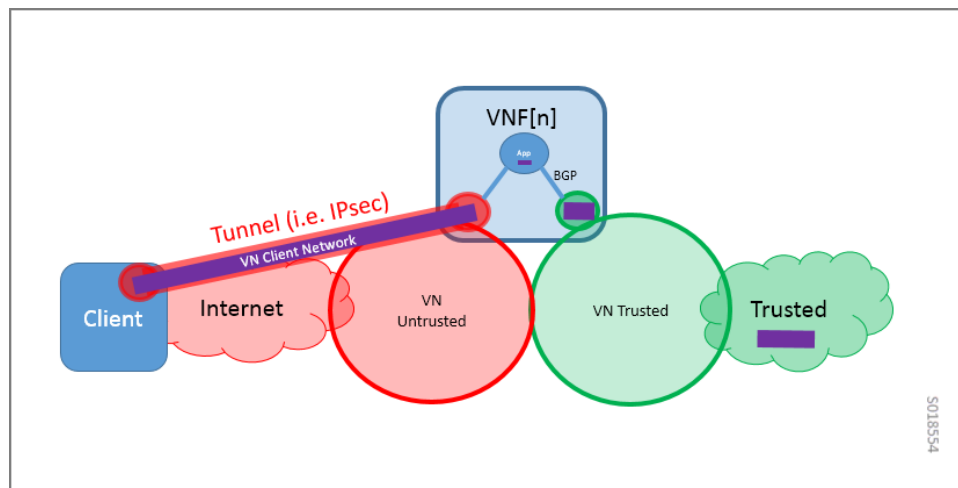 VNF[n]
App
BGP
Tunnel (i.e. IPsec)
VN Client Network
Client
Internet
VN
Untrusted
VN Trusted
Trusted
S018554